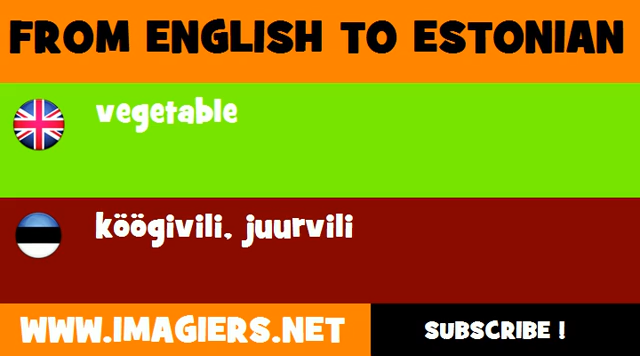 FROM ENGLISH TO ESTONIAN
vegetable
köögivili, juurvili
WWW.IMAGIERS.NET
SUBSCRIBE !